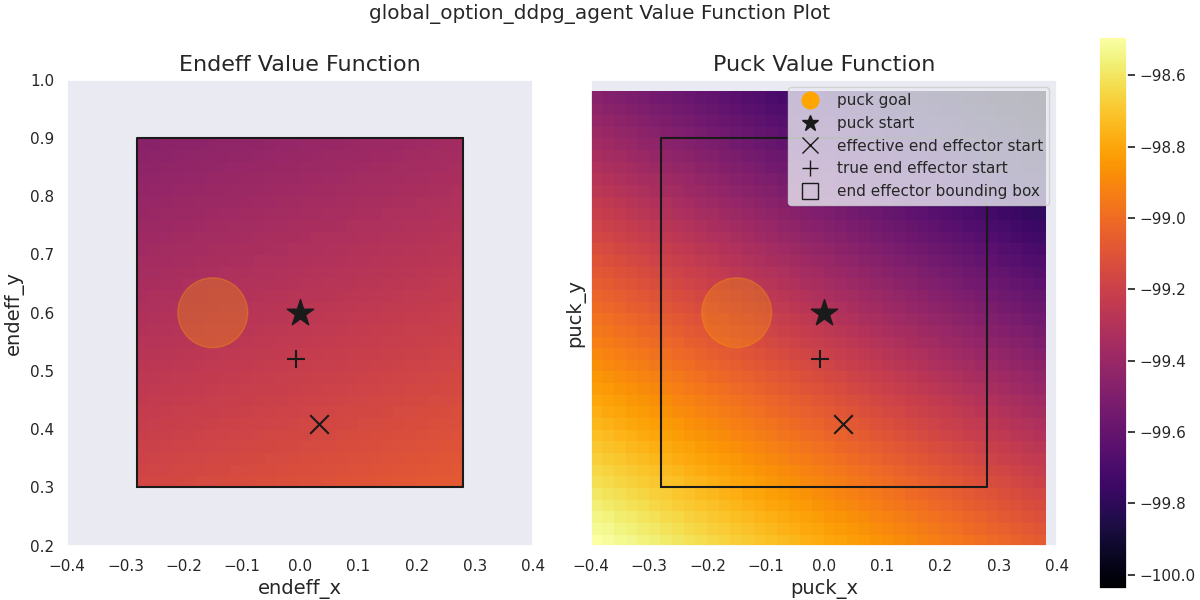 global_option_ddpg_agent Value Function Plot
Endeff Value Function
1.0
0.9
0.8
0.7
0.6
0.5
0.4
0.3
0.2
endeff_y
−0.4 −0.3 −0.2 −0.1 0.0 0.1 0.2 0.3 0.4
endeff_x
Puck Value Function
puck goal
puck start
effective end effector start
true end effector start
end effector bounding box
puck_y
−0.4 −0.3 −0.2 −0.1 0.0 0.1 0.2 0.3 0.4
puck_x
−98.6
−98.8
−99.0
−99.2
−99.4
−99.6
−99.8
−100.0